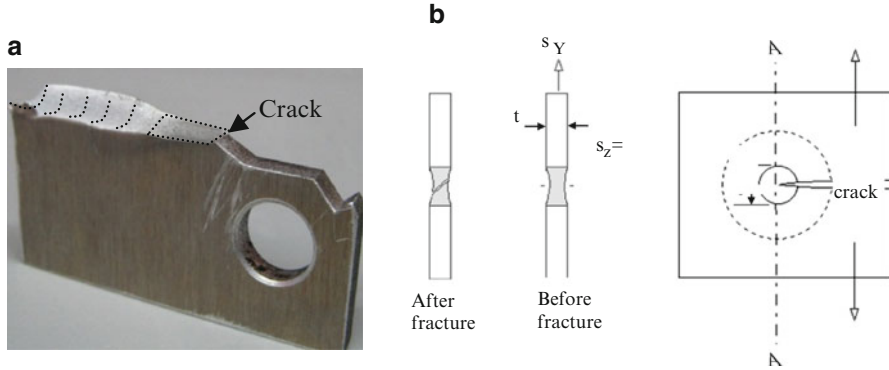 a
Crack
b
s Y
t
s z =
After
fracture
Before
fracture
A
crack
A